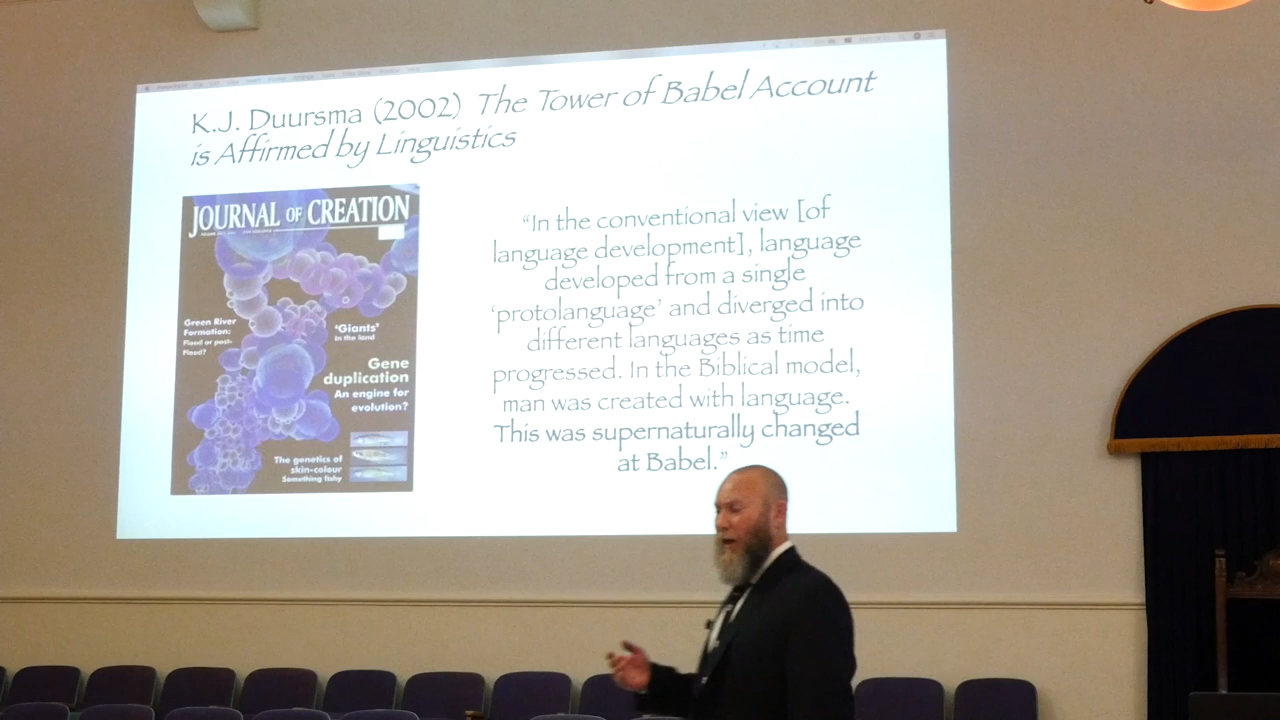 K.J. Duursma (2002) The Tower of Babel Account
is Affirmed by Linguistics
JOURNAL OF CREATION
Green River
Formation:
Flood or post-
Flood?
‘Giants’
In the land
Gene
duplication
An engine for
evolution?
The genetics of
skin-colour
Something fishy
“In the conventional view [of
language development], language
developed from a single
‘protolanguage’ and diverged into
different languages as time
progressed. In the Biblical model,
man was created with language.
This was supernaturally changed
at Babel.”